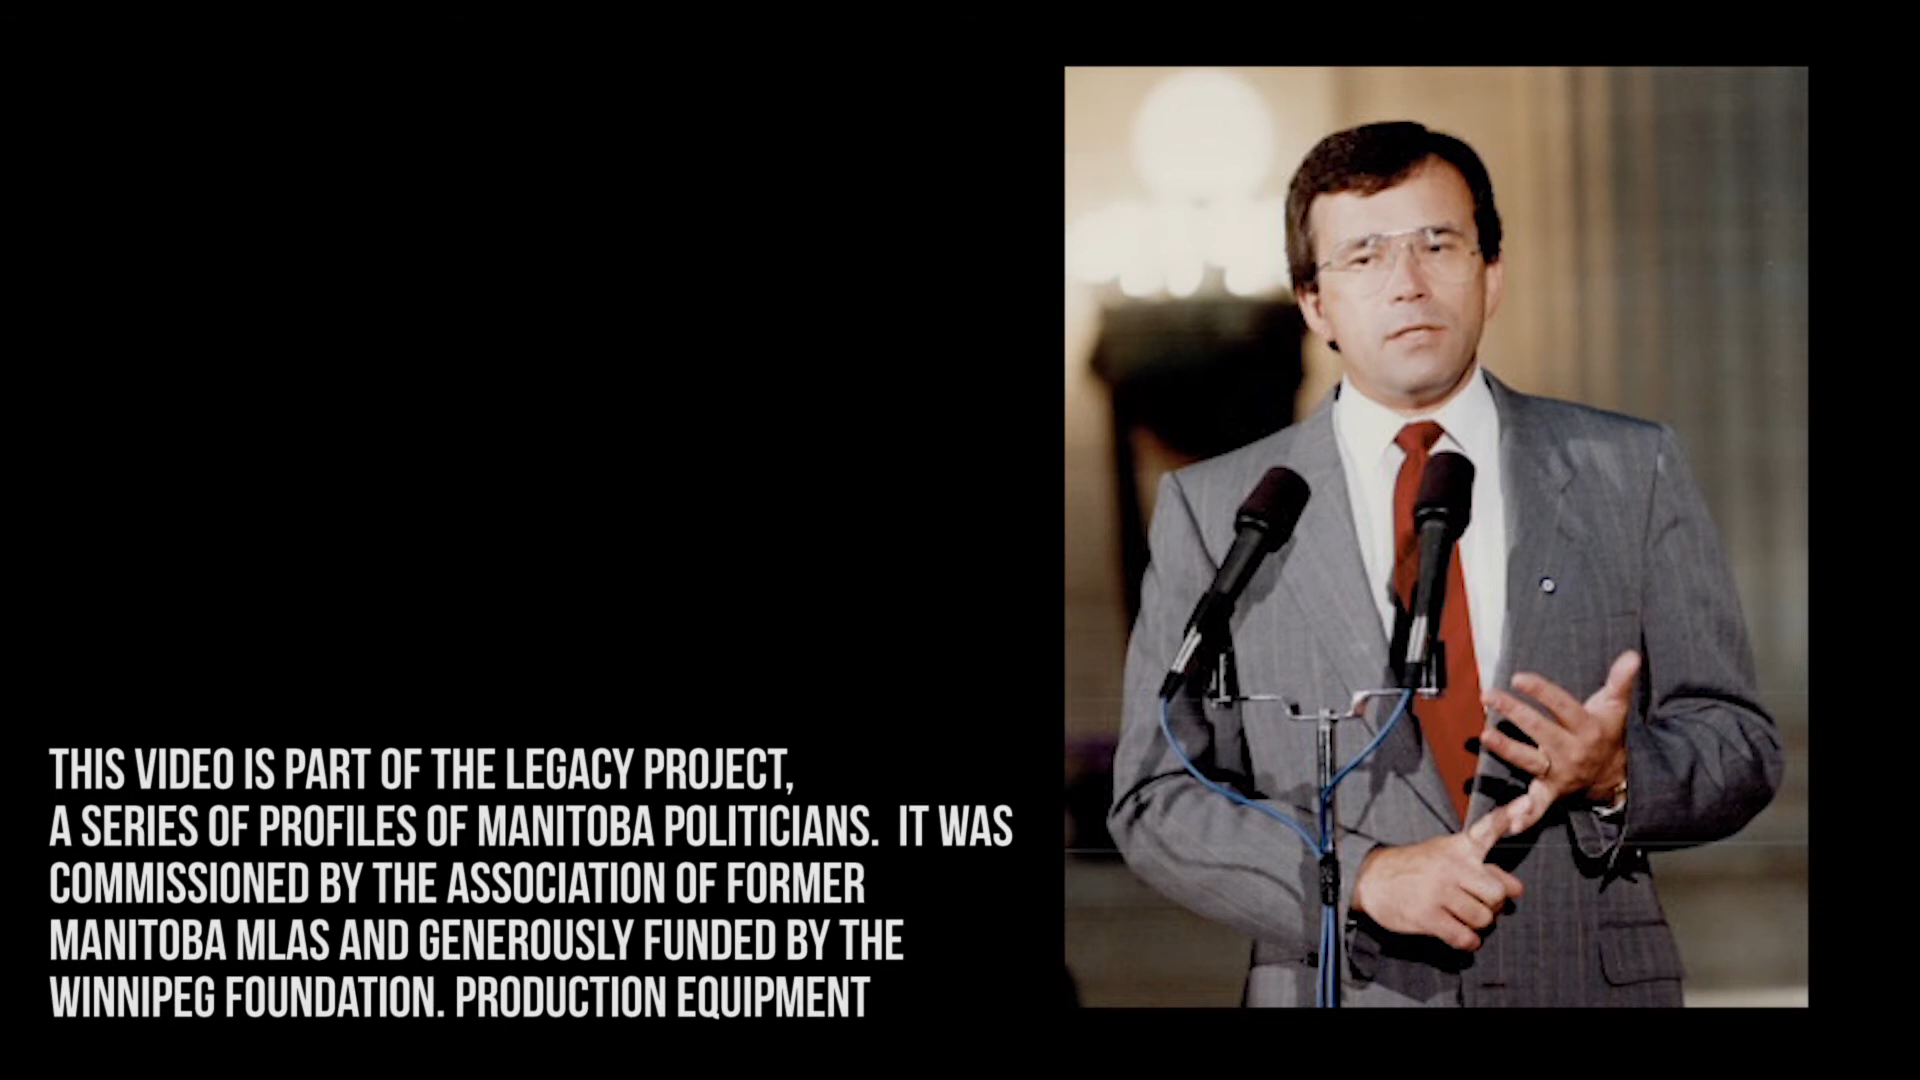 THIS VIDEO IS PART OF THE LEGACY PROJECT,
A SERIES OF PROFILES OF MANITOBA POLITICIANS. IT WAS
COMMISSIONED BY THE ASSOCIATION OF FORMER
MANITOBA MLAS AND GENEROUSLY FUNDED BY THE
WINNIPEG FOUNDATION. PRODUCTION EQUIPMENT